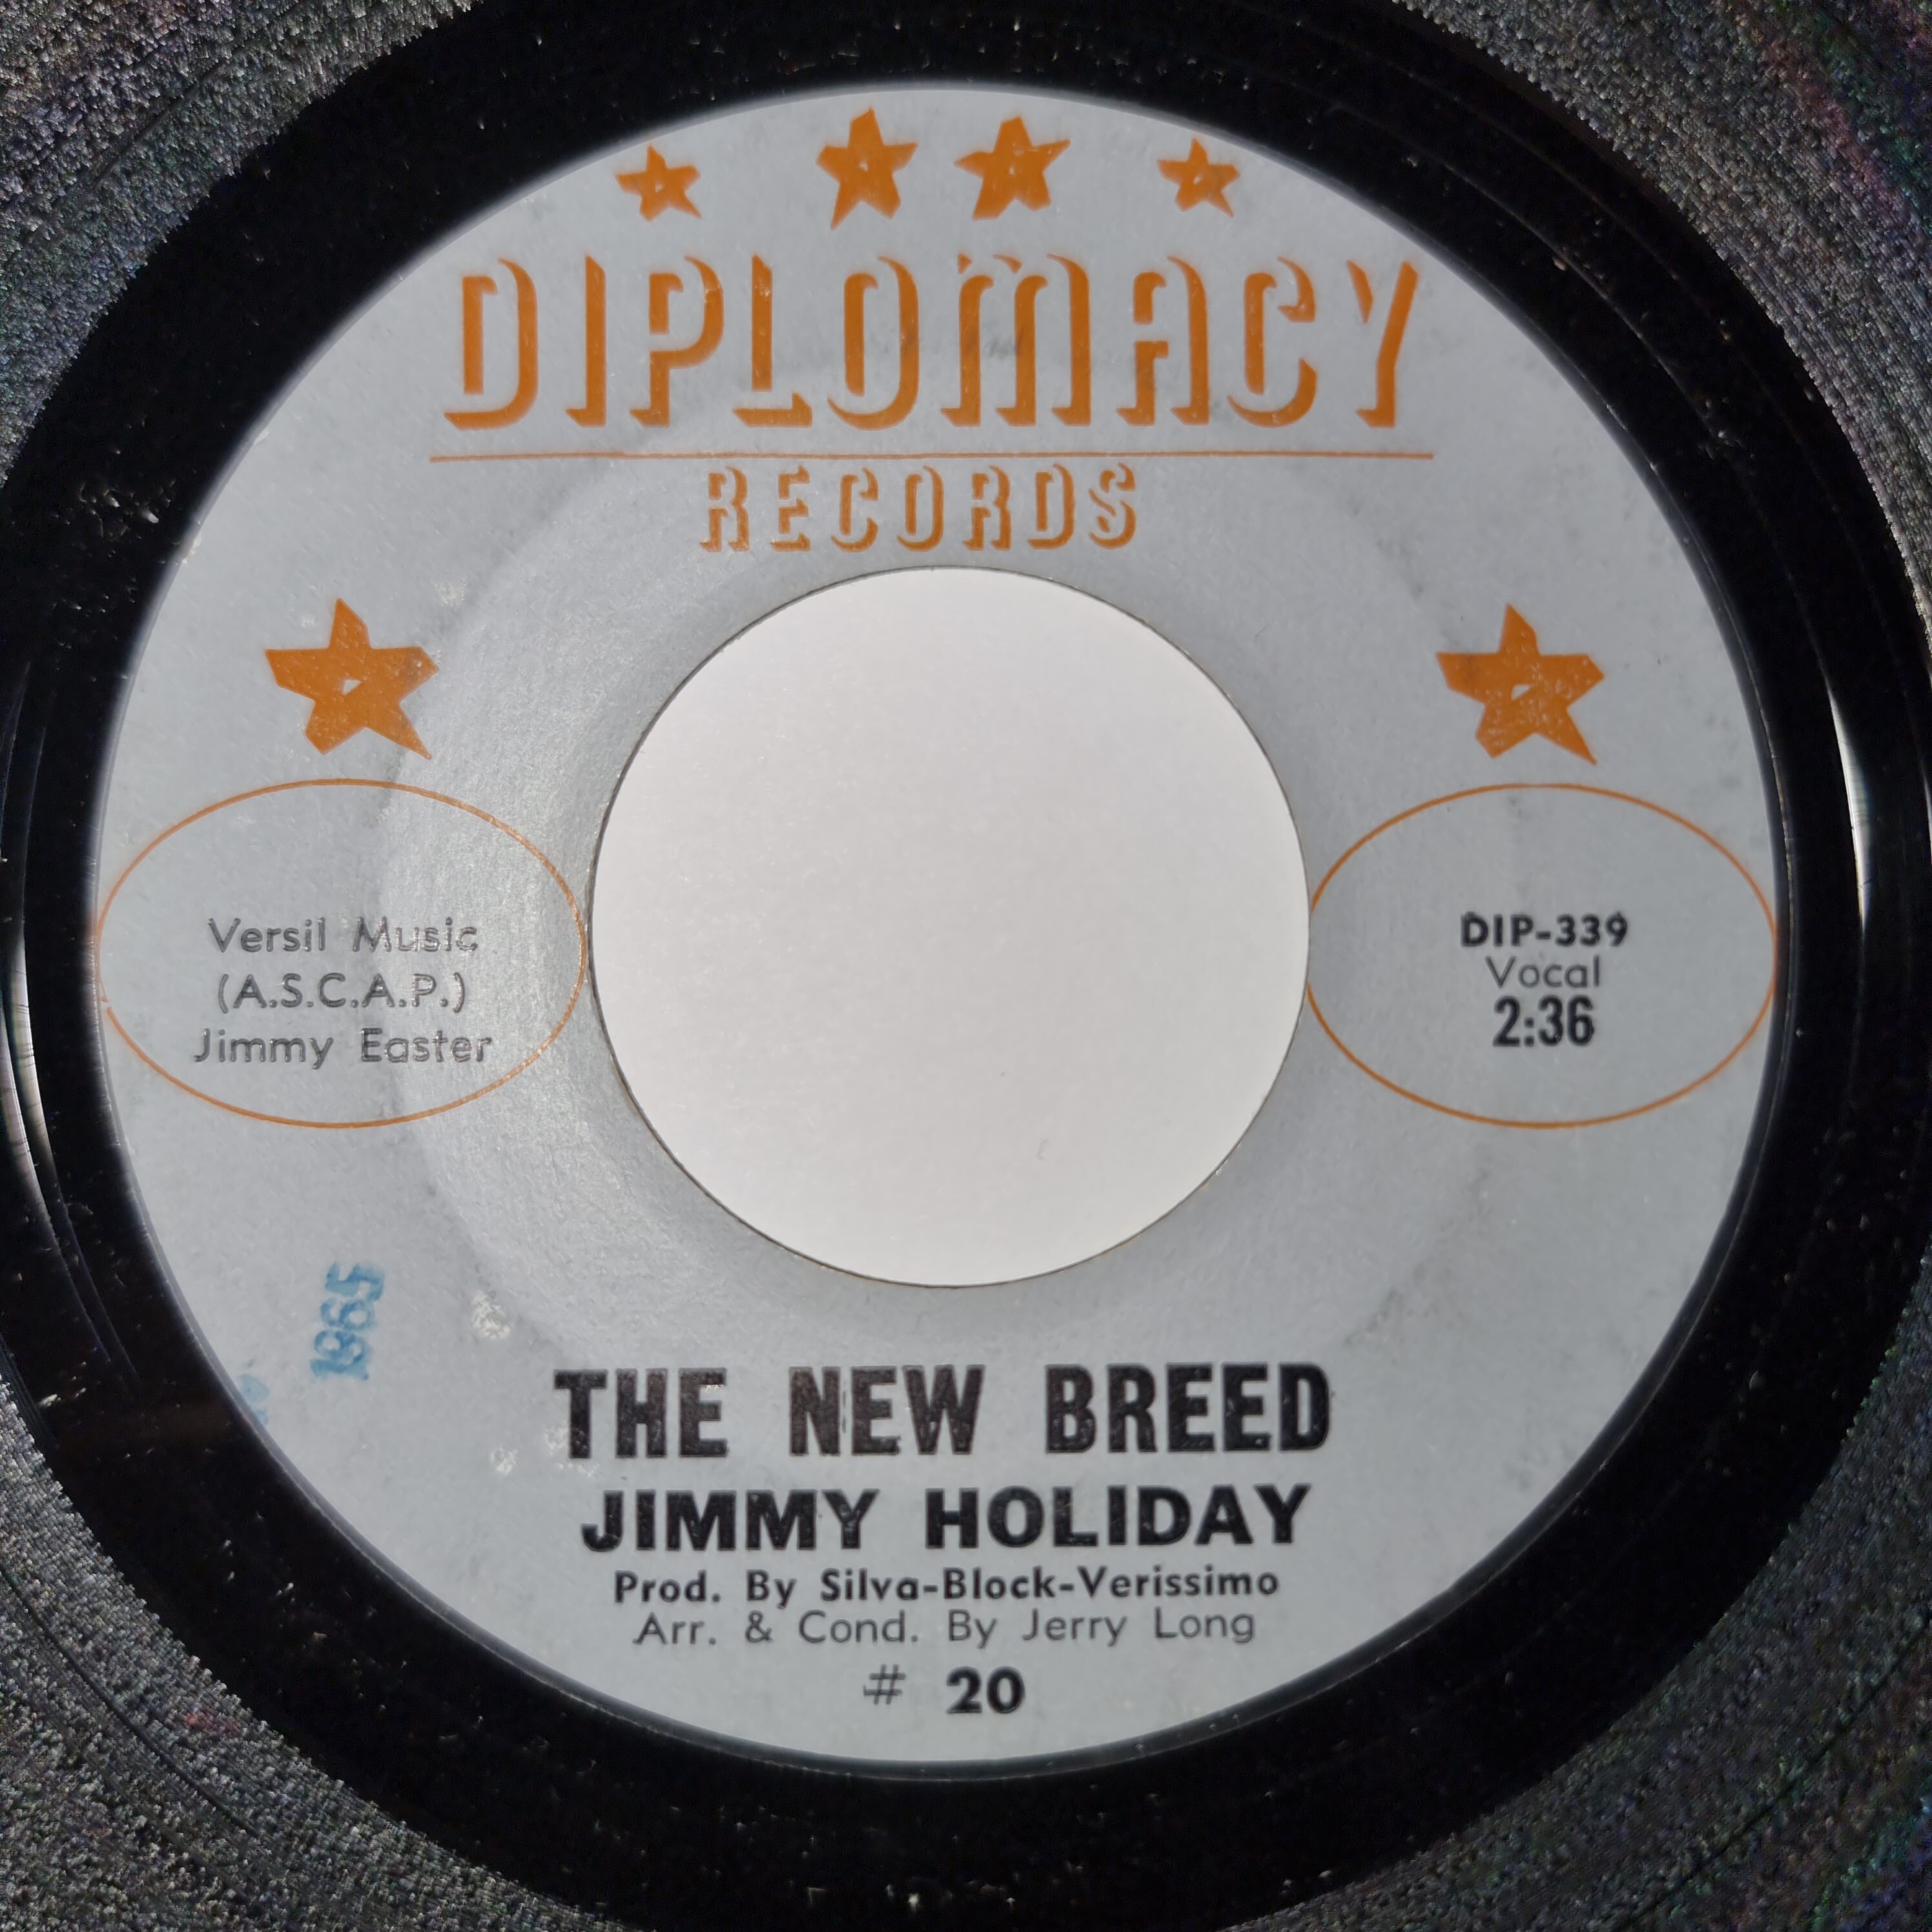 DIPLOMACY
RECORDS
Versil Music
(A.S.C.A.P.)
Jimmy Easter
DIP-339
Vocal
2:36
1965
THE NEW BREED
JIMMY HOLIDAY
Prod. By Silva-Block-Verissimo
Arr. & Cond. By Jerry Long
# 20